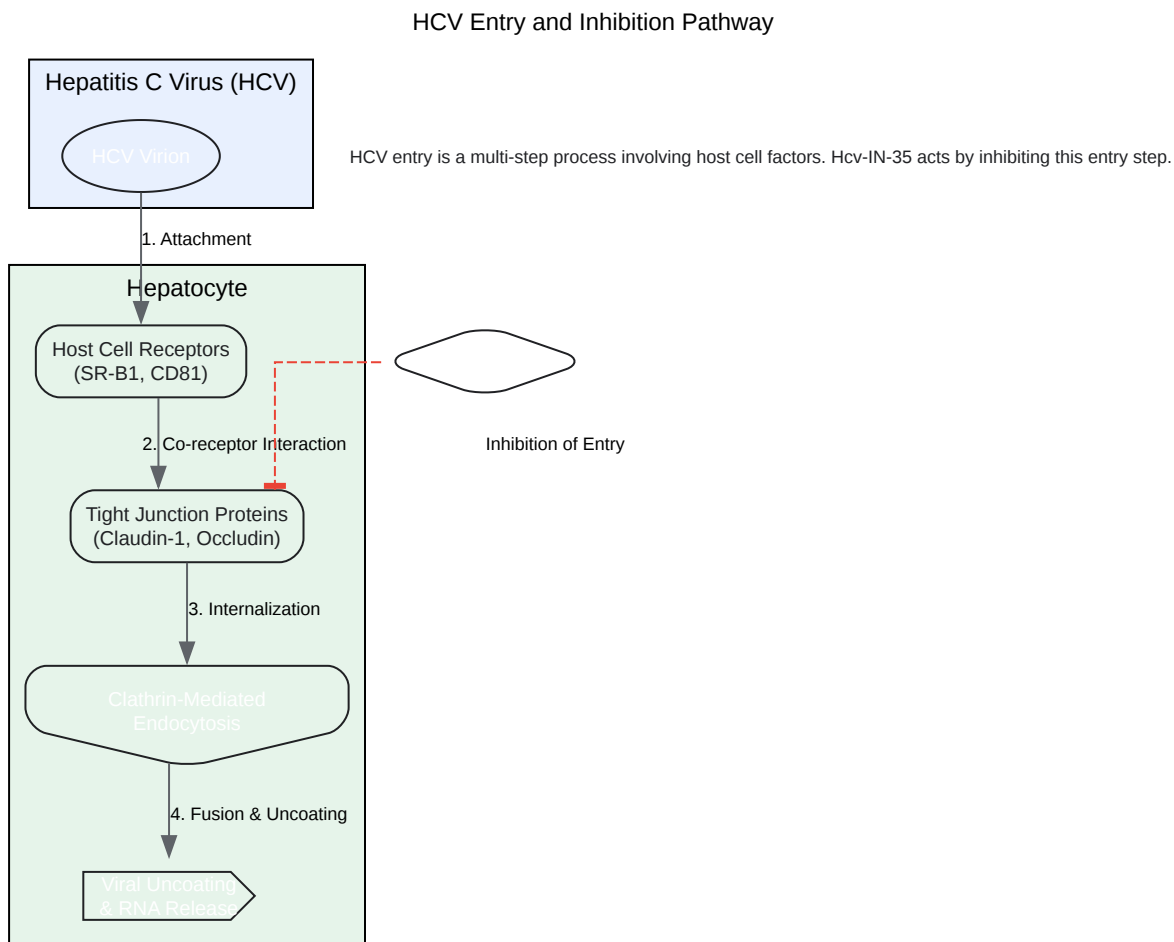 HCV Entry and Inhibition Pathway
Hepatitis C Virus (HCV)
HCV Virion
HCV entry is a multi-step process involving host cell factors. Hcv-IN-35 acts by inhibiting this entry step.
1. Attachment
Hepatocyte
Host Cell Receptors
(SR-B1, CD81)
2. Co-receptor Interaction
Inhibition of Entry
Tight Junction Proteins
(Claudin-1, Occludin)
3. Internalization
Clathrin-Mediated
Endocytosis
4. Fusion & Uncoating
Viral Uncoating
& RNA Release